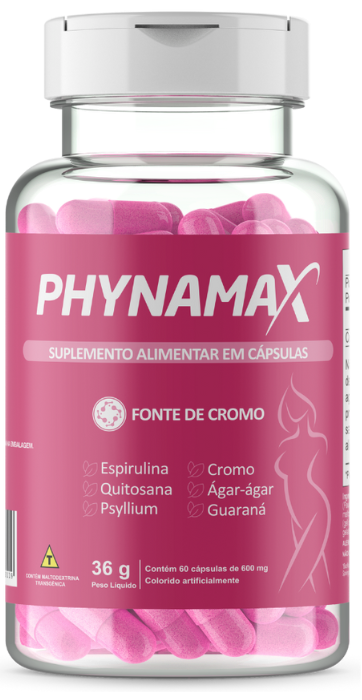 PHYNAMAX
SUPLEMENTO ALIMENTAR EM CÁPSULAS
FONTE DE CROMO
Espirulina
Quitosana
Psyllium
Cromo
Ágar-ágar
Guaraná
T
CONTÉM MALTODEXTRINA
TRANSGÊNICA
36 g
Peso Líquido
Contém 60 cápsulas de 600 mg
Colorido artificialmente